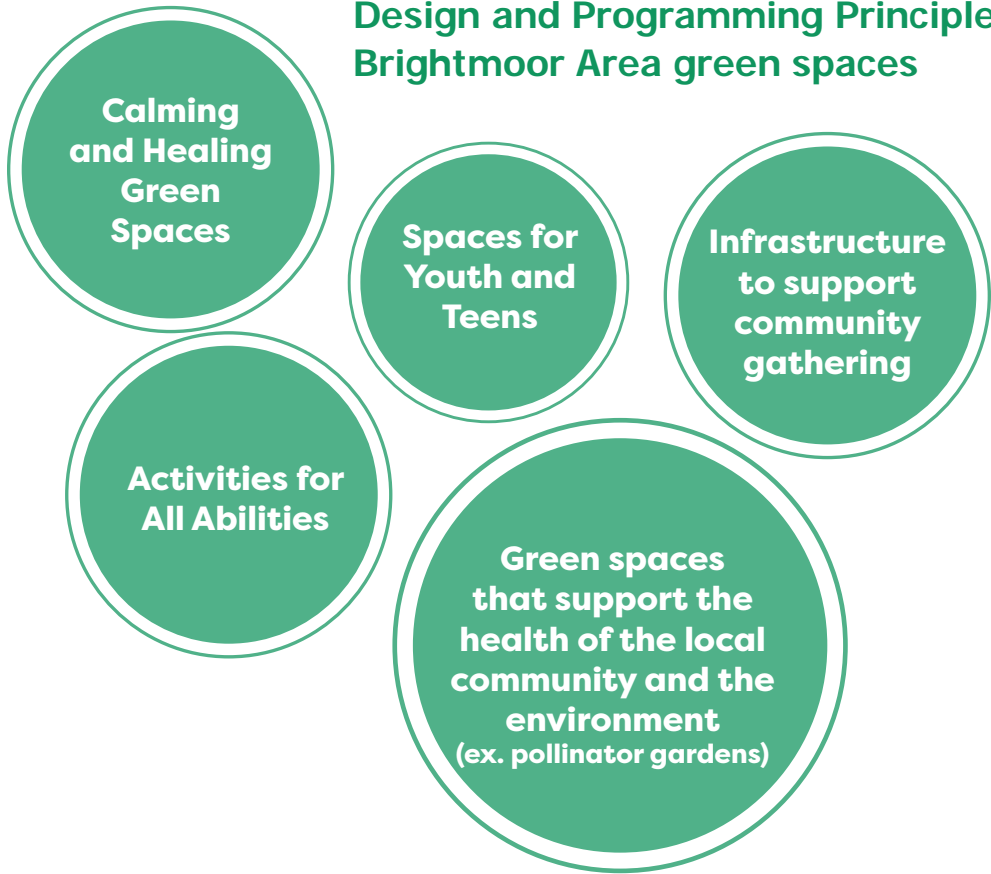 Design and Programming Principle
Brightmoor Area green spaces
Calming
and Healing
Green
Spaces
Spaces for
Youth and
Teens
Infrastructure
to support
community
gathering
Activities for
All Abilities
Green spaces
that support the
health of the local
community and the
environment
(ex. pollinator gardens)